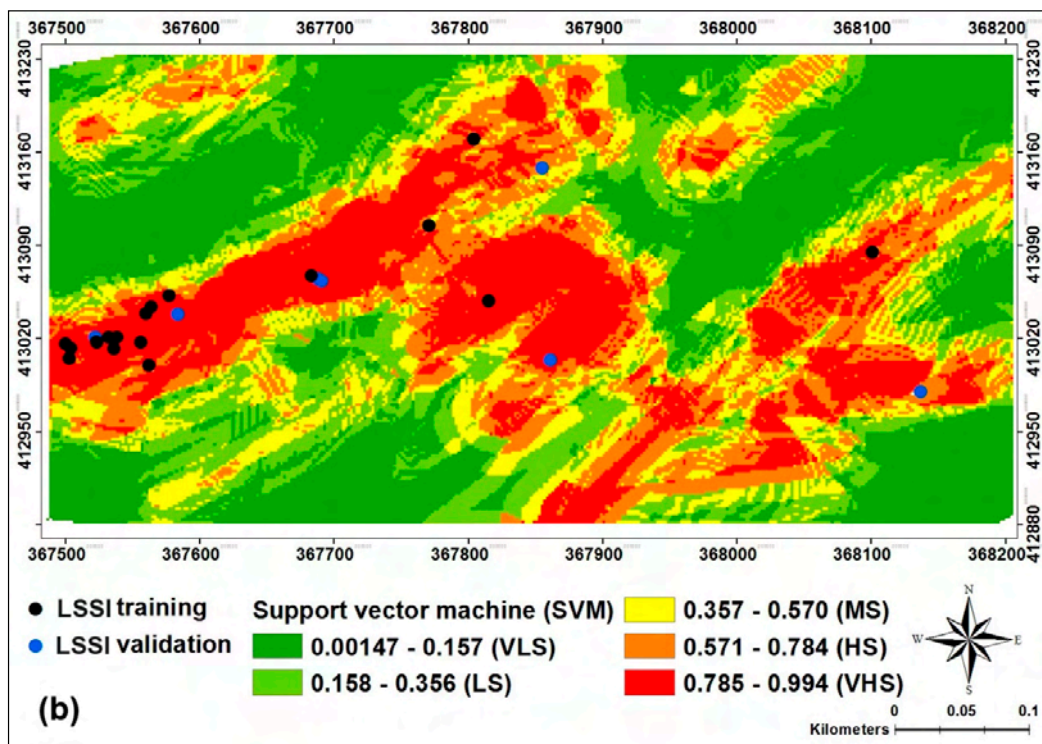 367500 367600 367700 367800 367900 368000 368100 368200
413230 413230
413160 413160
413090 413090
413020 413020
412950 412950
412880 412880
367500 367600 367700 367800 367900 368000 368100 368200
LSSI training
LSSI validation
Support vector machine (SVM)
0.00147 - 0.157 (VLS)
0.158 - 0.356 (LS)
0.357 - 0.570 (MS)
0.571 - 0.784 (HS)
0.785 - 0.994 (VHS)
N
W E
S
0 0.05 0.1
Kilometers
(b)